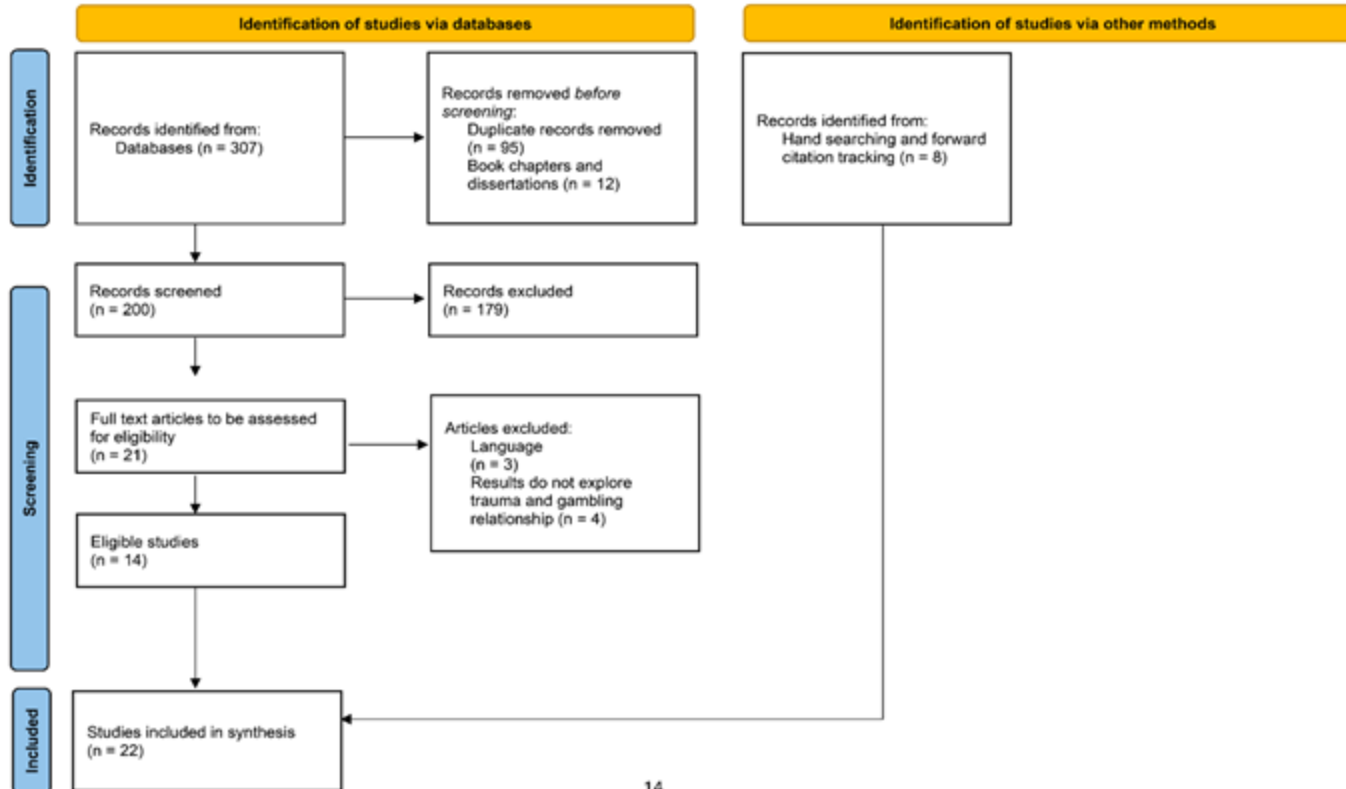 Identification of studies via databases
Identification of studies via other methods
Identification
Records identified from:
Databases (n = 307)
Records removed before
screening:
Duplicate records removed
(n = 95)
Book chapters and
dissertations (n = 12)
Records identified from:
Hand searching and forward
citation tracking (n = 8)
Screening
Records screened
(n = 200)
Records excluded
(n = 179)
Full text articles to be assessed
for eligibility
(n = 21)
Articles excluded:
Language
(n = 3)
Results do not explore
trauma and gambling
relationship (n = 4)
Eligible studies
(n = 14)
Included
Studies included in synthesis
(n = 22)
14